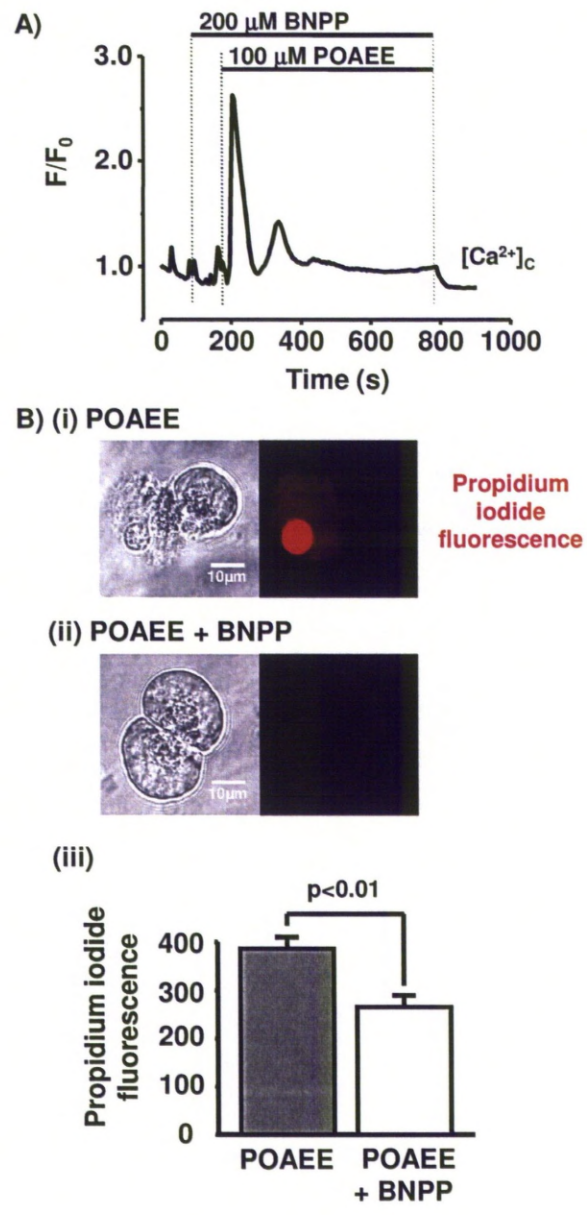 A)
200 µM BNPP
100 µM POAEE
3.0
2.0
1.0
F/F₀
[Ca²⁺]c
0 200 400 600 800 1000
Time (s)
B) (i) POAEE
10µm
Propidium
iodide
fluorescence
(ii) POAEE + BNPP
10µm
(iii)
p<0.01
Propidium iodide
fluorescence
400
300
200
100
0
POAEE
POAEE
+ BNPP